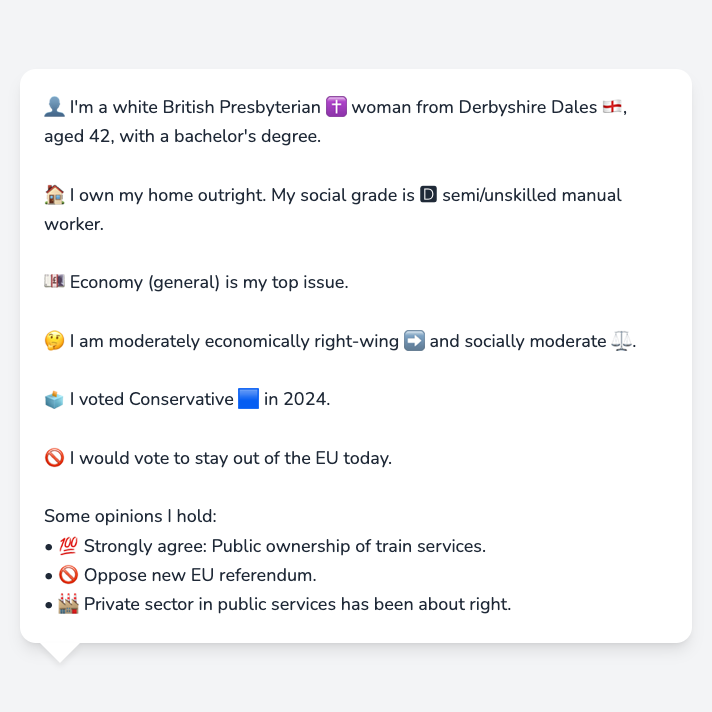 👤 I'm a white British Presbyterian ✝️ woman from Derbyshire Dales 🏴󠁧󠁢󠁥󠁮󠁧󠁿,
aged 42, with a bachelor's degree.
🏠 I own my home outright. My social grade is 🅳 semi/unskilled manual
worker.
💷 Economy (general) is my top issue.
🤔 I am moderately economically right-wing ➡️ and socially moderate ⚖️.
🗳️ I voted Conservative 🟦 in 2024.
🚫 I would vote to stay out of the EU today.
Some opinions I hold:
• 💯 Strongly agree: Public ownership of train services.
• 🚫 Oppose new EU referendum.
• 🏭 Private sector in public services has been about right.